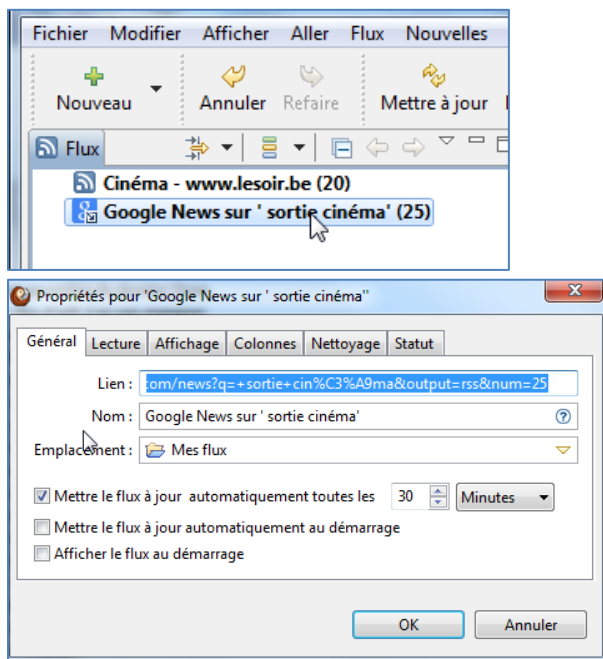 Fichier Modifier Afficher Aller Flux Nouvelles
Nouveau Annuler Refaire Mettre à jour
Flux
Cinéma - www.lesoir.be (20)
Google News sur ' sortie cinéma' (25)
Propriétés pour 'Google News sur ' sortie cinéma''
Général Lecture Affichage Colonnes Nettoyage Statut
Lien : com/news?q=+sortie+cin%C3%A9ma&output=rss&num=25
Nom : Google News sur ' sortie cinéma'
Emplacement : Mes flux
Mettre le flux à jour automatiquement toutes les 30 Minutes
Mettre le flux à jour automatiquement au démarrage
Afficher le flux au démarrage
OK Annuler